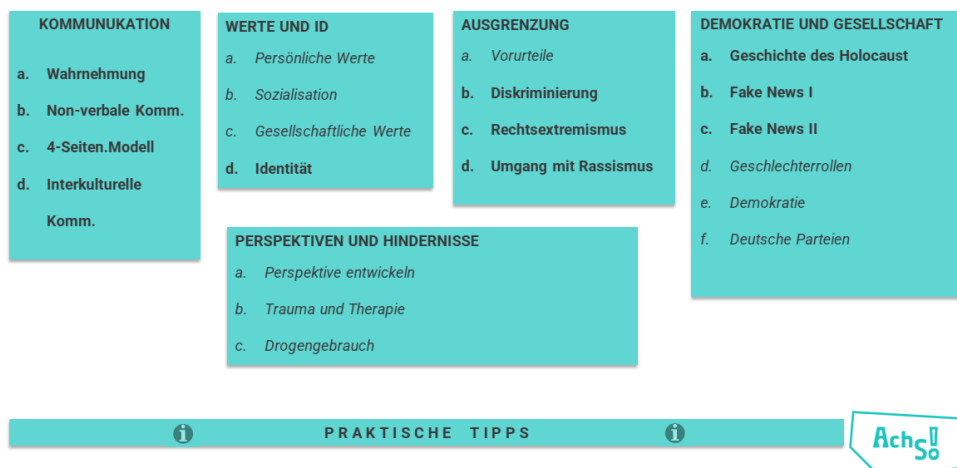 KOMMUNUKATION
a. Wahrnehmung
b. Non-verbale Komm.
c. 4-Seiten.Modell
d. Interkulturelle
Komm.
WERTE UND ID
a. Persönliche Werte
b. Sozialisation
c. Gesellschaftliche Werte
d. Identität
AUSGRENZUNG
a. Vorurteile
b. Diskriminierung
c. Rechtsextremismus
d. Umgang mit Rassismus
DEMOKRATIE UND GESELLSCHAFT
a. Geschichte des Holocaust
b. Fake News I
c. Fake News II
d. Geschlechterrollen
e. Demokratie
f. Deutsche Parteien
PERSPEKTIVEN UND HINDERNISSE
a. Perspektive entwickeln
b. Trauma und Therapie
c. Drogengebrauch
PRAKTISCHE TIPPS
Ach So!